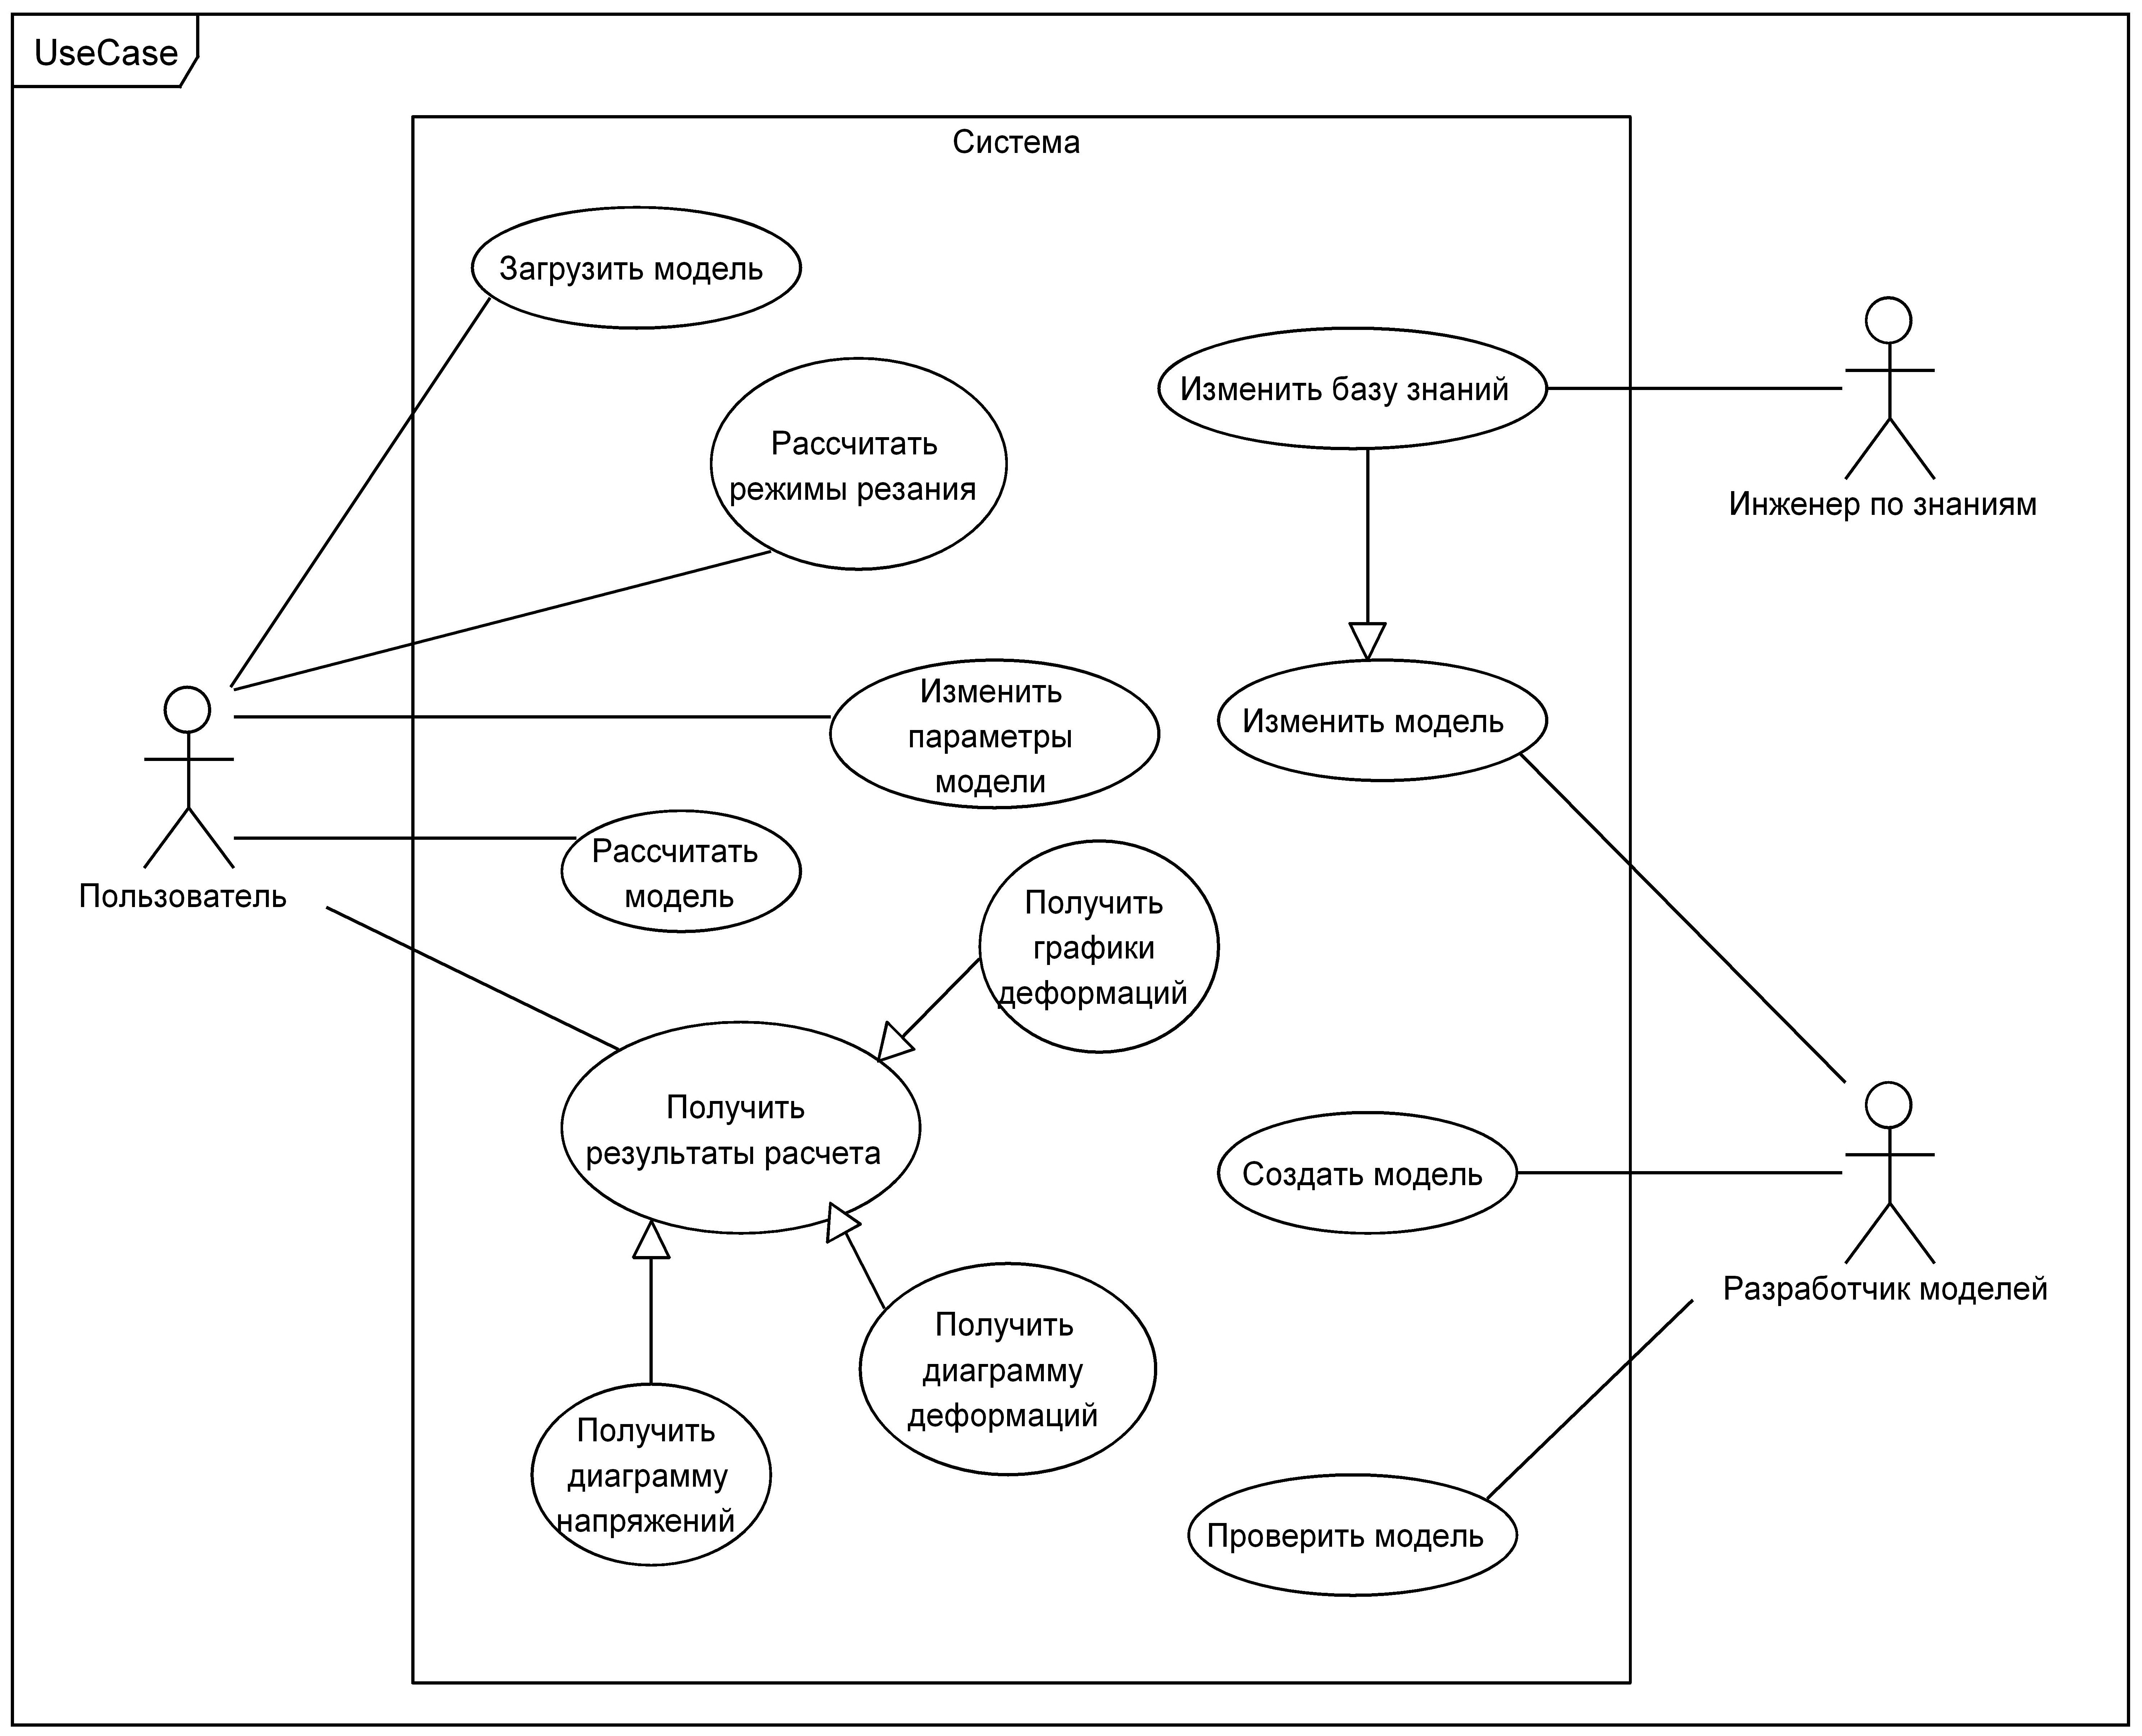 UseCase
Система
Загрузить модель
Рассчитать
режимы резания
Изменить базу знаний
Инженер по знаниям
Изменить
параметры
модели
Изменить модель
Пользователь
Рассчитать
модель
Получить
графики
деформаций
Получить
результаты расчета
Создать модель
Разработчик моделей
Получить
диаграмму
деформаций
Получить
диаграмму
напряжений
Проверить модель